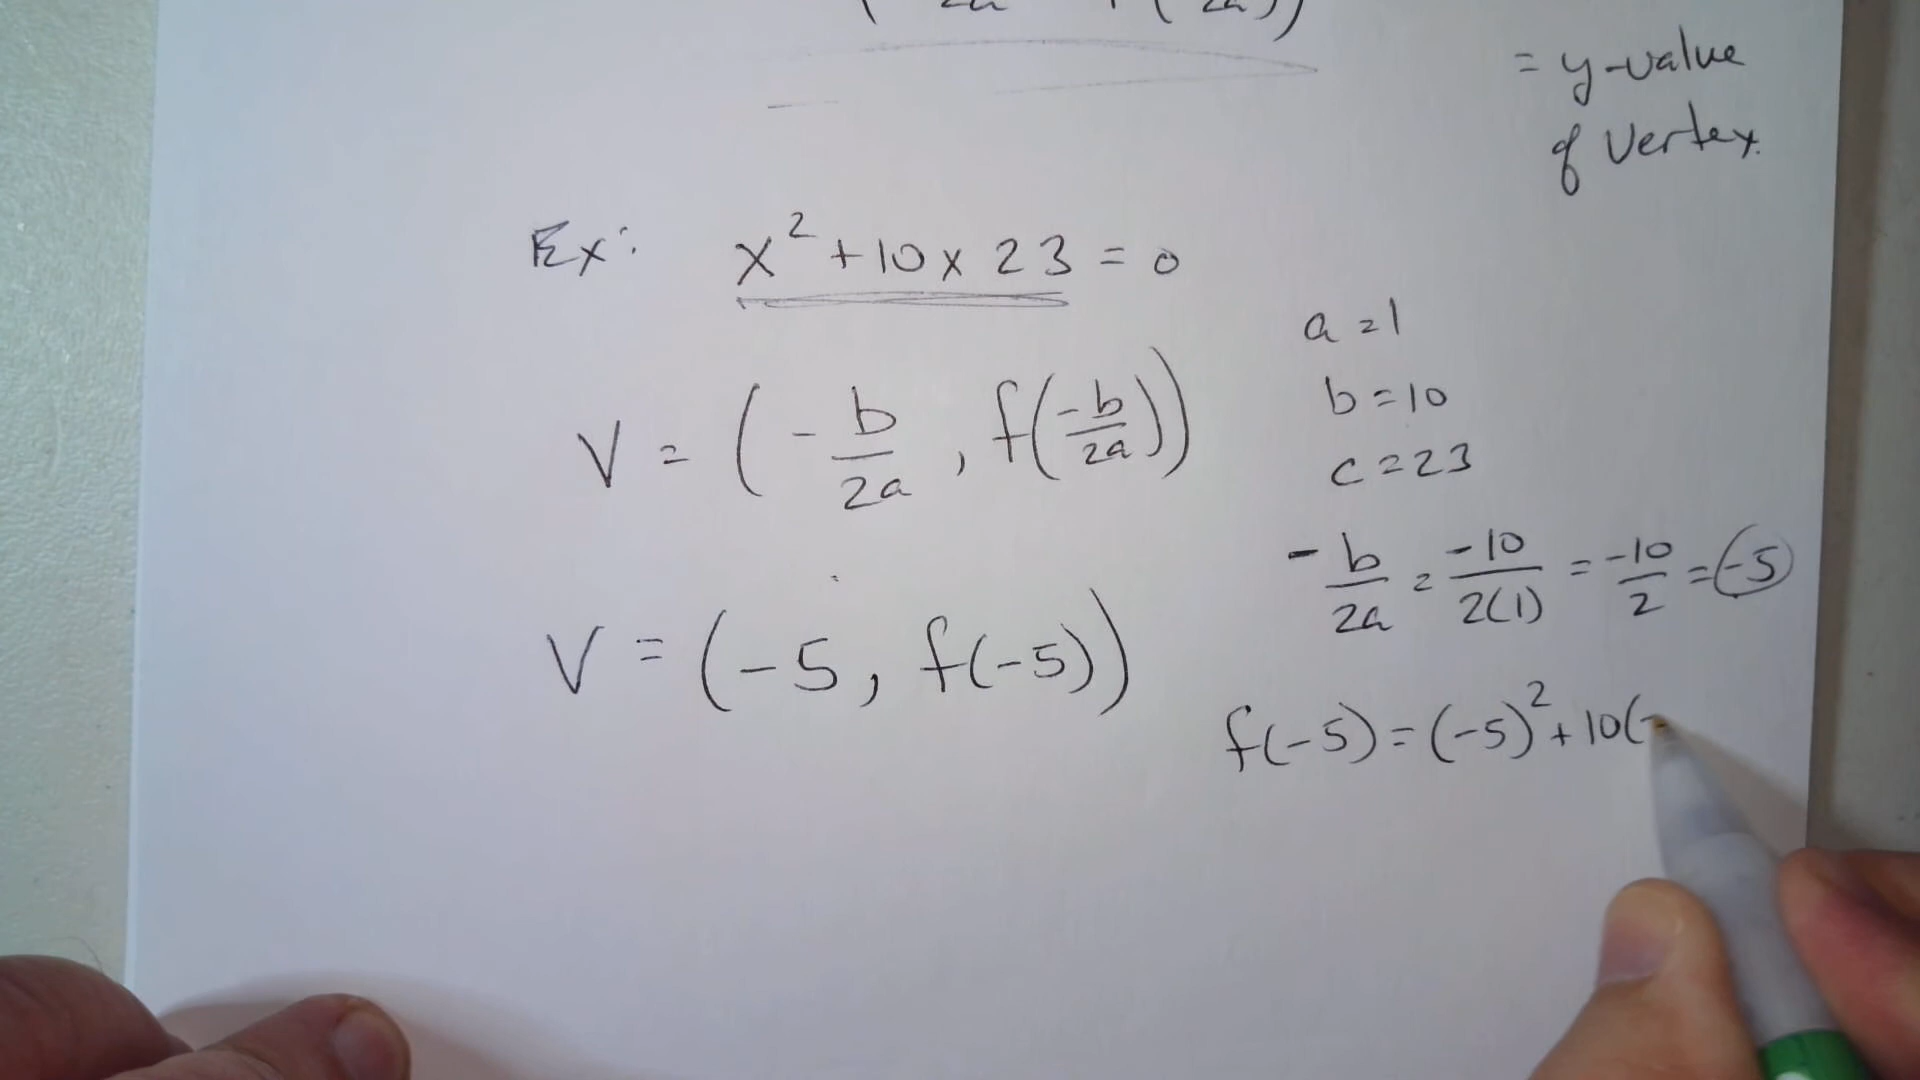 = y-value
of Vertex.
Ex: x² + 10x 23 = 0
a = 1
b = 10
c = 23
V = (-b/2a, f(-b/2a))
-b/2a = -10/2(1) = -10/2 = -5
V = (-5, f(-5))
f(-5) = (-5)² + 10(-